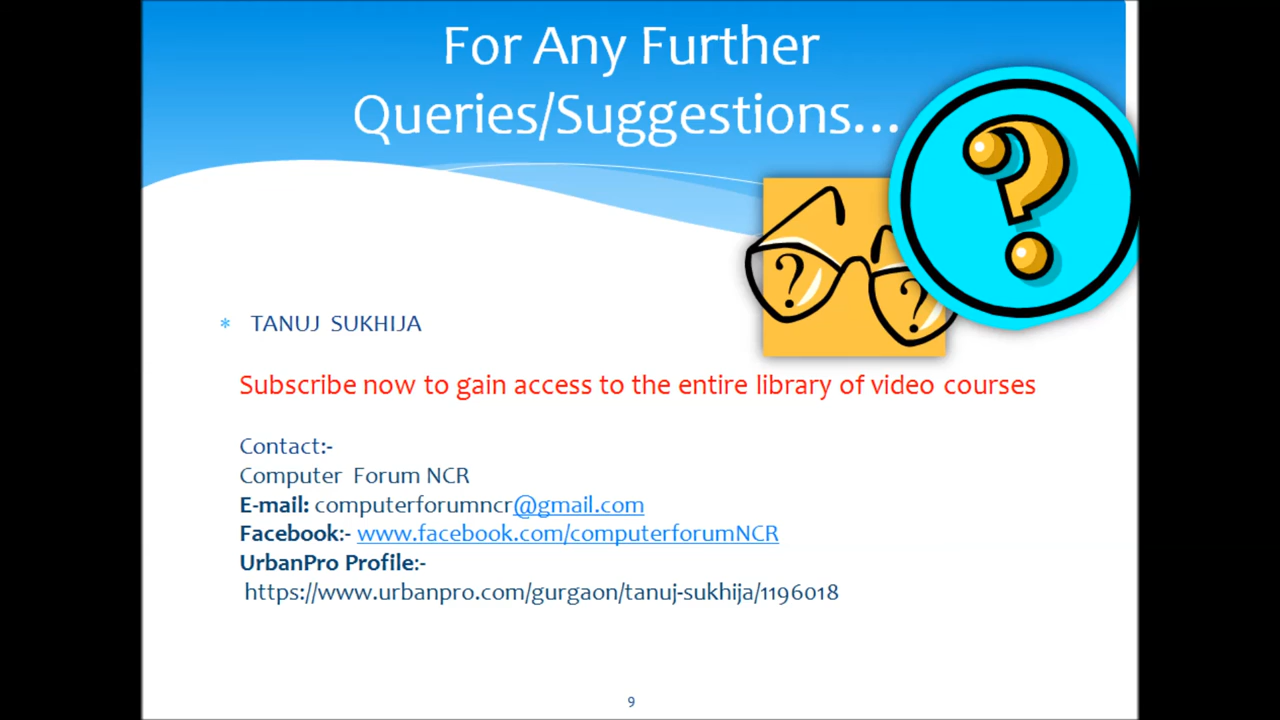 For Any Further
Queries/Suggestions...
?
? ?
* TANUJ SUKHIJA
Subscribe now to gain access to the entire library of video courses
Contact:-
Computer Forum NCR
E-mail: computerforumncr@gmail.com
Facebook:- www.facebook.com/computerforumNCR
UrbanPro Profile:-
https://www.urbanpro.com/gurgaon/tanuj-sukhija/1196018
9